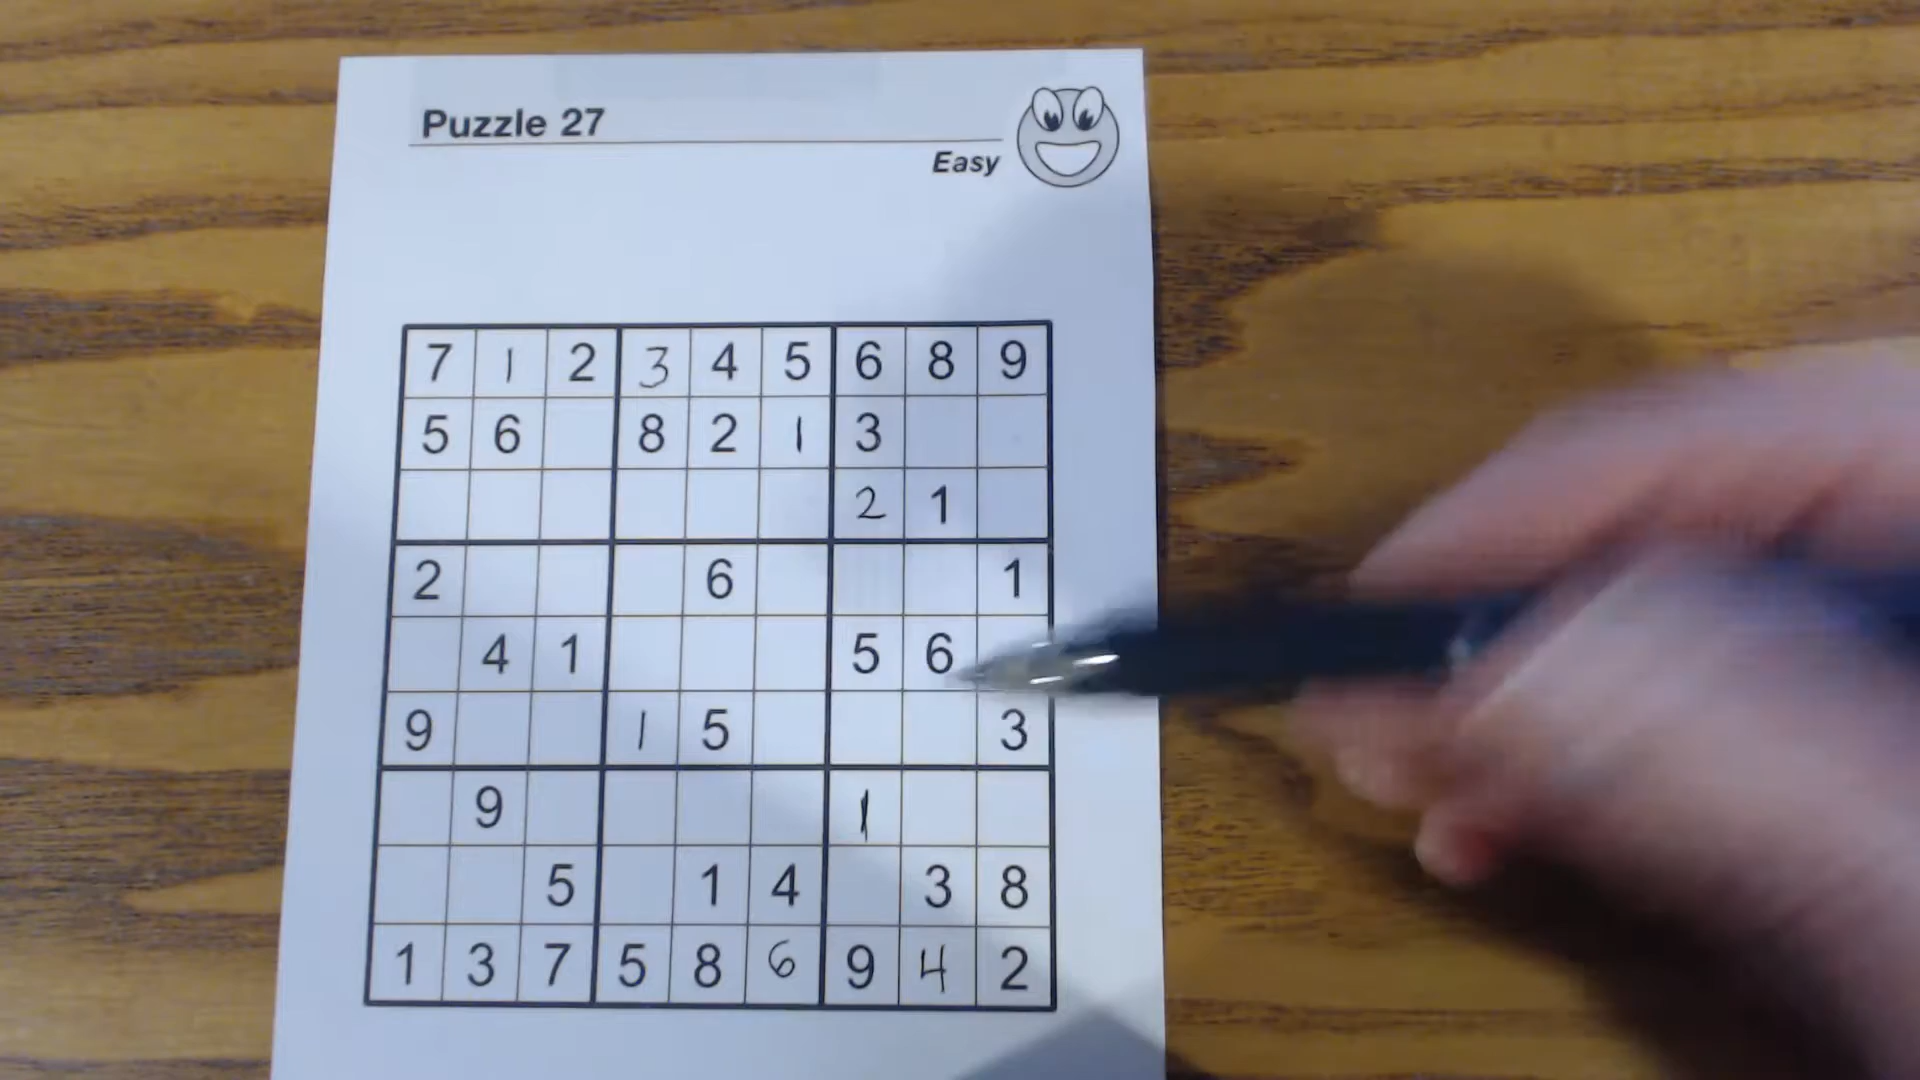 Puzzle 27
Easy
7 1 2 3 4 5 6 8 9
5 6 8 2 1 3
2 1
2 6 1
4 1 5 6
9 1 5 3
9 1
5 1 4 3 8
1 3 7 5 8 6 9 4 2